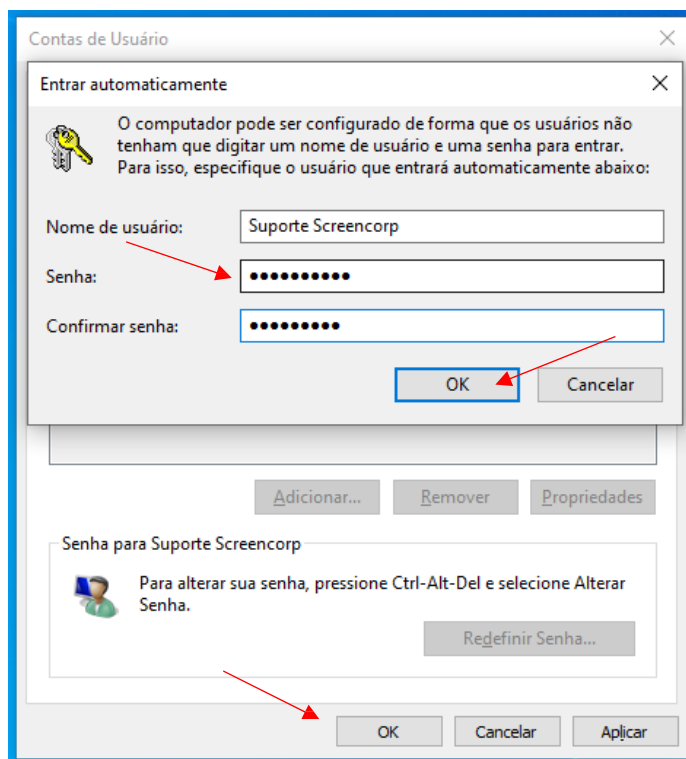 Contas de Usuário
Entrar automaticamente
O computador pode ser configurado de forma que os usuários não
tenham que digitar um nome de usuário e uma senha para entrar.
Para isso, especifique o usuário que entrará automaticamente abaixo:
Nome de usuário: Suporte Screencorp
Senha: ●●●●●●●●●●
Confirmar senha: ●●●●●●●●●
OK Cancelar
Adicionar... Remover Propriedades
Senha para Suporte Screencorp
Para alterar sua senha, pressione Ctrl-Alt-Del e selecione Alterar
Senha.
Redefinir Senha...
OK Cancelar Aplicar